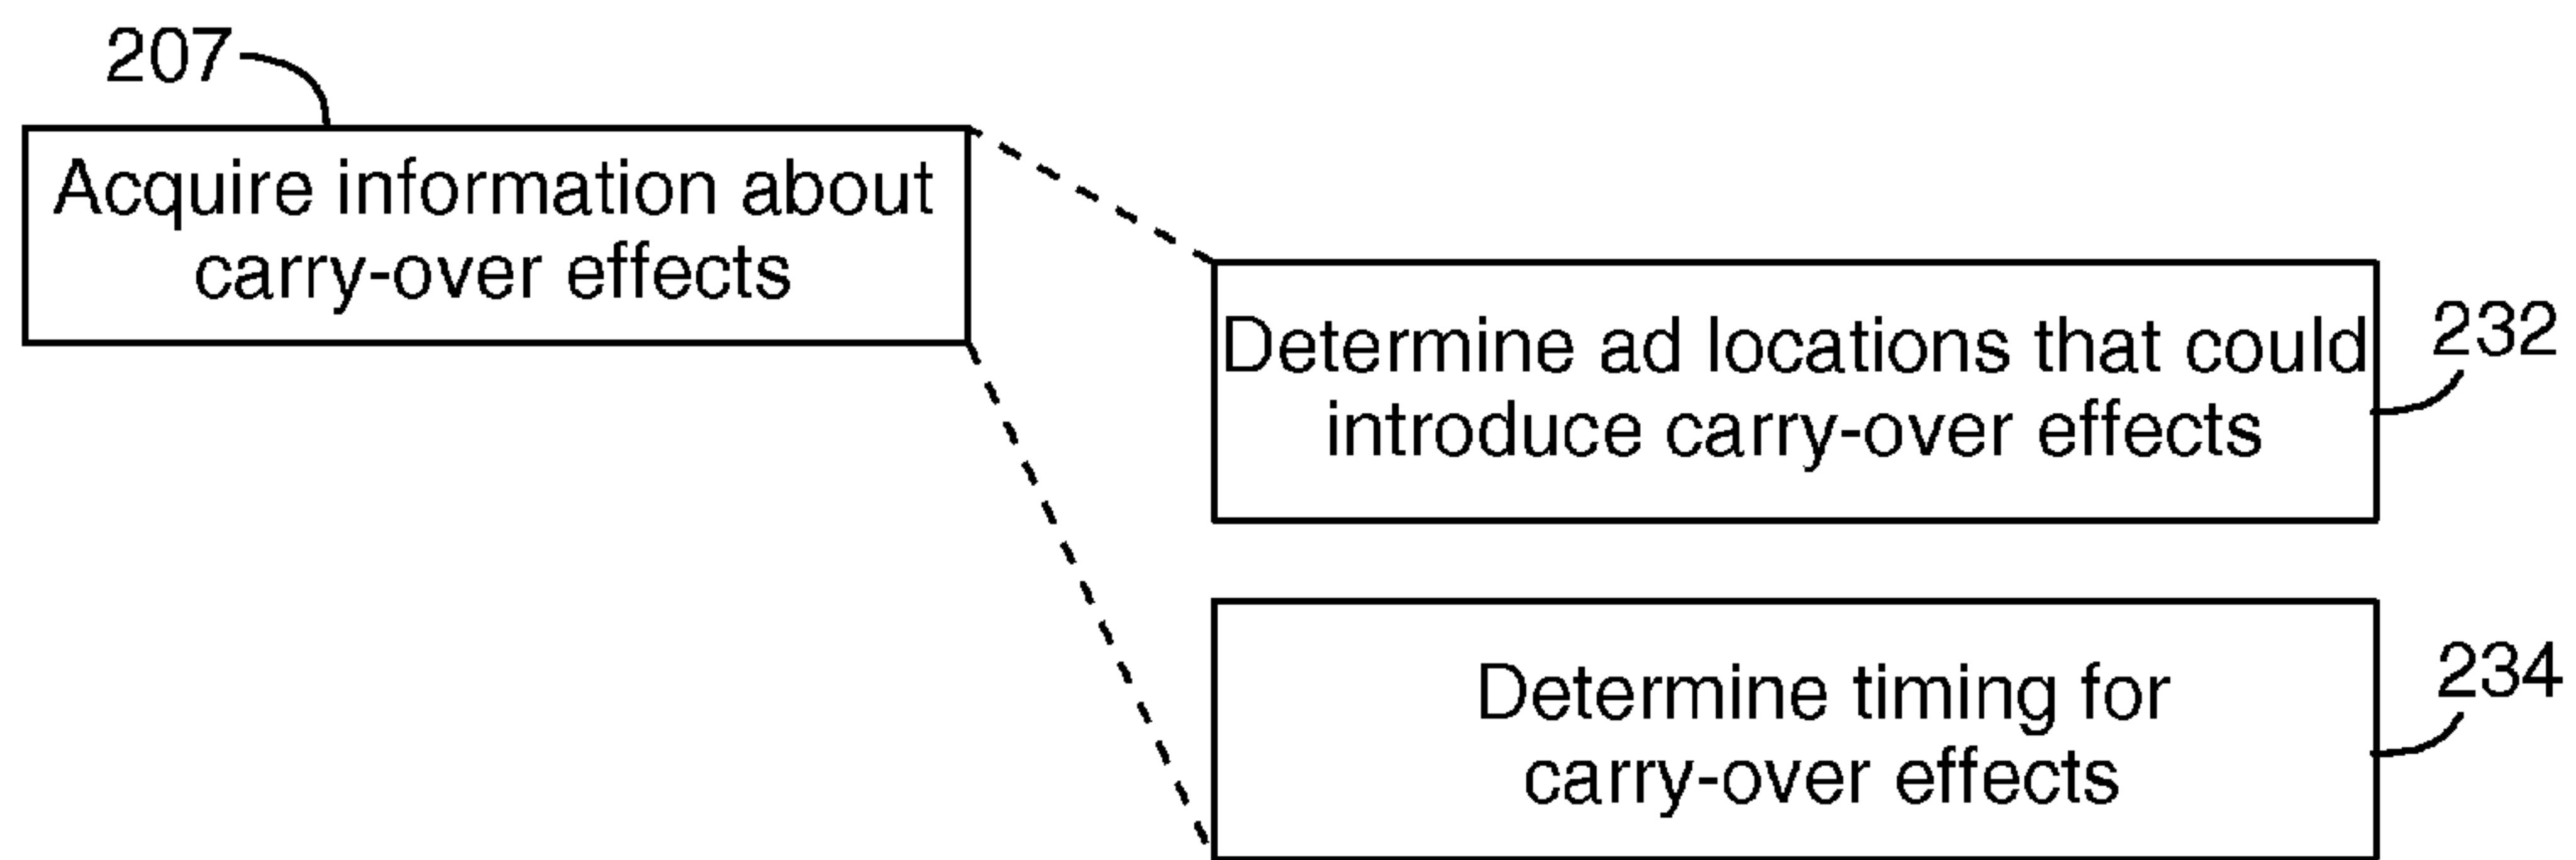 207
Acquire information about
carry-over effects
Determine ad locations that could
introduce carry-over effects
232
Determine timing for
carry-over effects
234